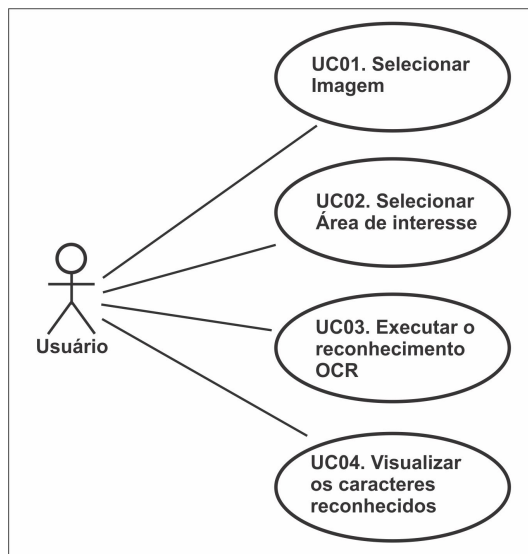 UC01. Selecionar
Imagem
UC02. Selecionar
Área de interesse
Usuário
UC03. Executar o
reconhecimento
OCR
UC04. Visualizar
os caracteres
reconhecidos